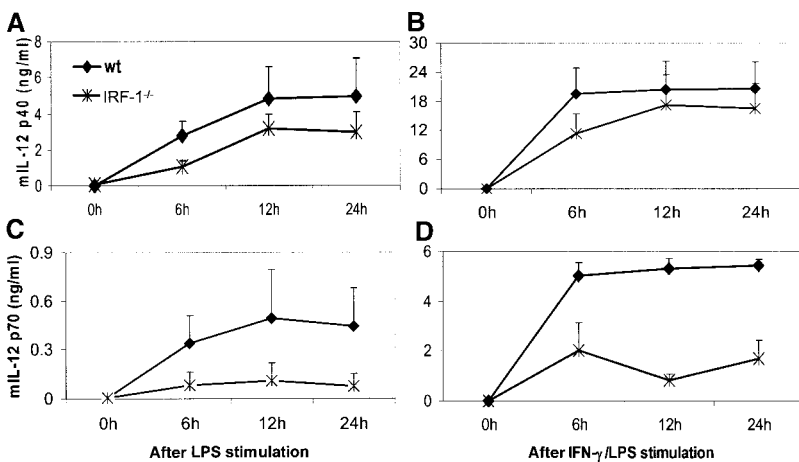 A
B
mIL-12 p40 (ng/ml)
8
6
4
2
0
wt
IRF-1-/-
0h 6h 12h 24h
30
24
18
12
6
0
0h 6h 12h 24h
C
D
mIL-12 p70 (ng/ml)
0.9
0.6
0.3
0
0h 6h 12h 24h
After LPS stimulation
6
4
2
0
0h 6h 12h 24h
After IFN-γ/LPS stimulation